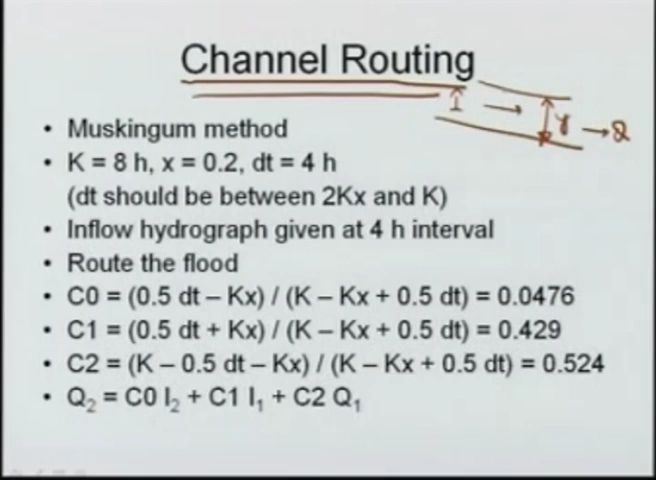 Channel Routing
I → y → Q
• Muskingum method
• K = 8 h, x = 0.2, dt = 4 h
(dt should be between 2Kx and K)
• Inflow hydrograph given at 4 h interval
• Route the flood
• C0 = (0.5 dt – Kx) / (K – Kx + 0.5 dt) = 0.0476
• C1 = (0.5 dt + Kx) / (K – Kx + 0.5 dt) = 0.429
• C2 = (K – 0.5 dt – Kx) / (K – Kx + 0.5 dt) = 0.524
• Q₂ = C0 I₂ + C1 I₁ + C2 Q₁